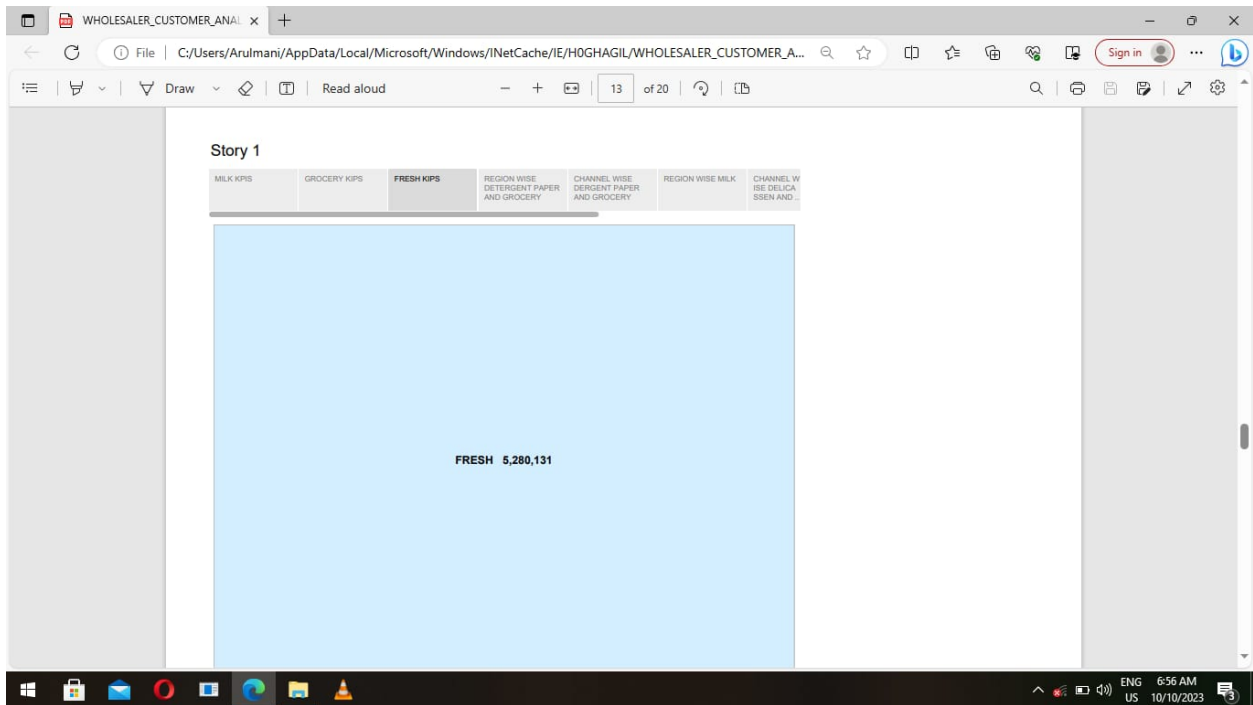 WHOLESALER_CUSTOMER_ANAL
File
C:/Users/Arulmani/AppData/Local/Microsoft/Windows/INetCache/IE/H0GHAGIL/WHOLESALER_CUSTOMER_A...
Sign in
Draw
Read aloud
13 of 20
Story 1
MILK KPIS
GROCERY KIPS
FRESH KIPS
REGION WISE
DETERGENT PAPER
AND GROCERY
CHANNEL WISE
DERGENT PAPER
AND GROCERY
REGION WISE MILK
CHANNEL W
ISE DELICA
SSEN AND ..
FRESH 5,280,131
ENG 6:56 AM
US 10/10/2023
3